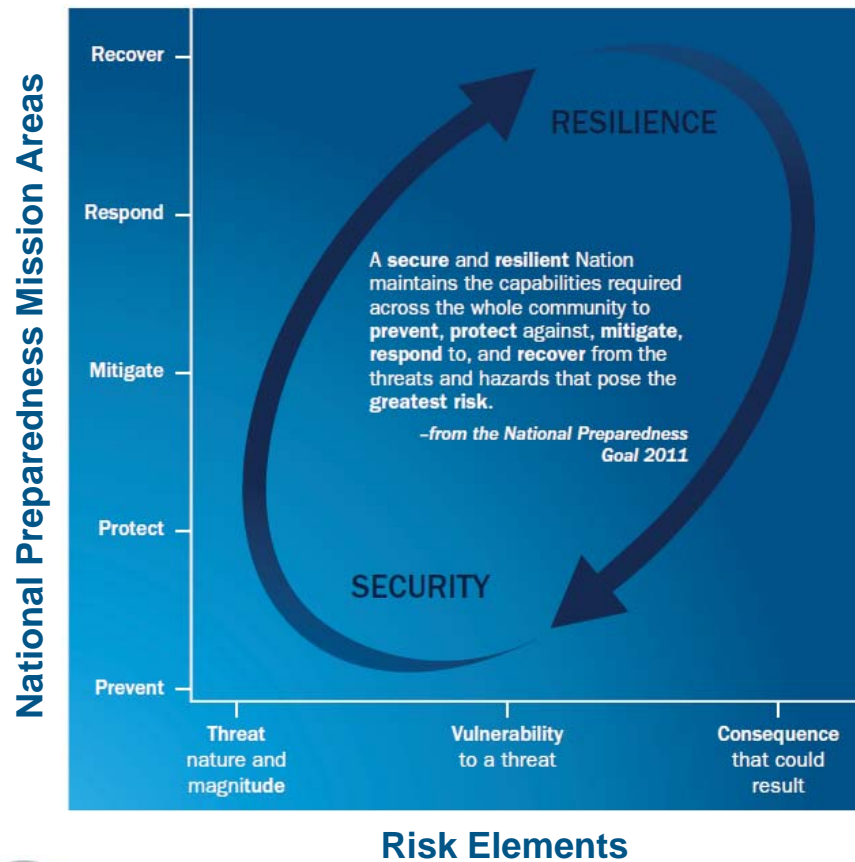 National Preparedness Mission Areas
Recover
RESILIENCE
Respond
A secure and resilient Nation
maintains the capabilities required
across the whole community to
prevent, protect against, mitigate,
respond to, and recover from the
threats and hazards that pose the
greatest risk.
–from the National Preparedness
Goal 2011
Mitigate
Protect
SECURITY
Prevent
Threat
nature and
magnitude
Vulnerability
to a threat
Consequence
that could
result
Risk Elements